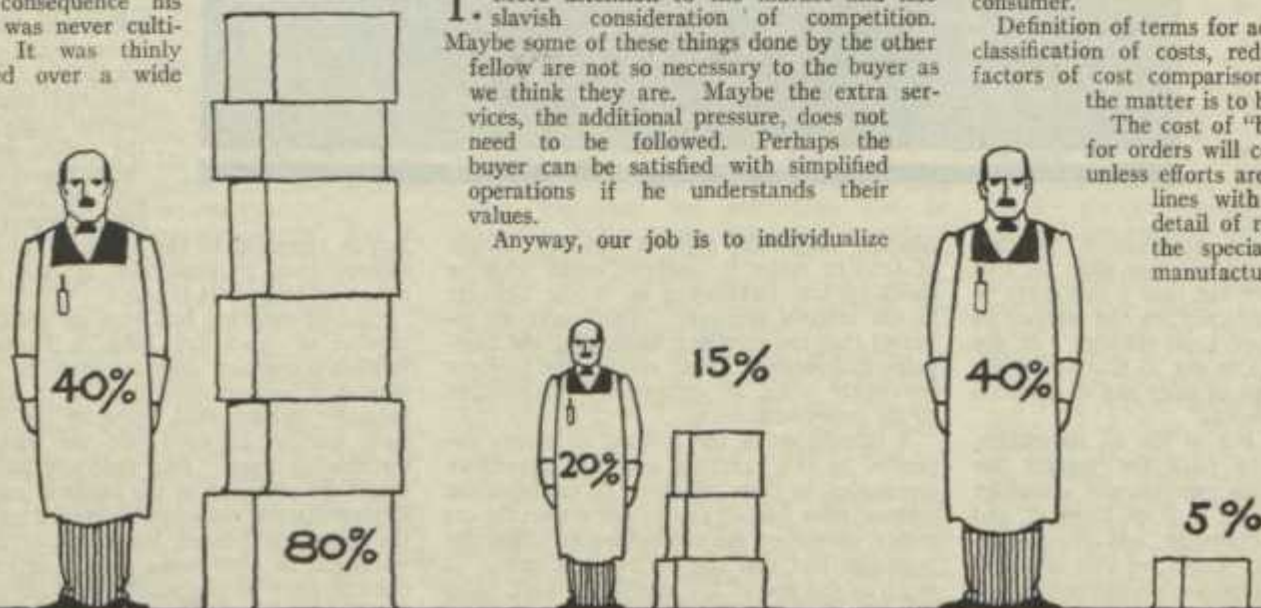 consequence his
was never culti-
It was thinly
over a wide
slavish consideration of competition.
Maybe some of these things done by the other
fellow are not so necessary to the buyer as
we think they are. Maybe the extra ser-
vices, the additional pressure, does not
need to be followed. Perhaps the
buyer can be satisfied with simplified
operations if he understands their
values.
Anyway, our job is to individualize
consumer.
Definition of terms for
classification of costs,
factors of cost comparison
the matter is to
The cost of
for orders will
unless efforts are
lines with
detail of
the
40%
80%
20%
15%
40%
5%